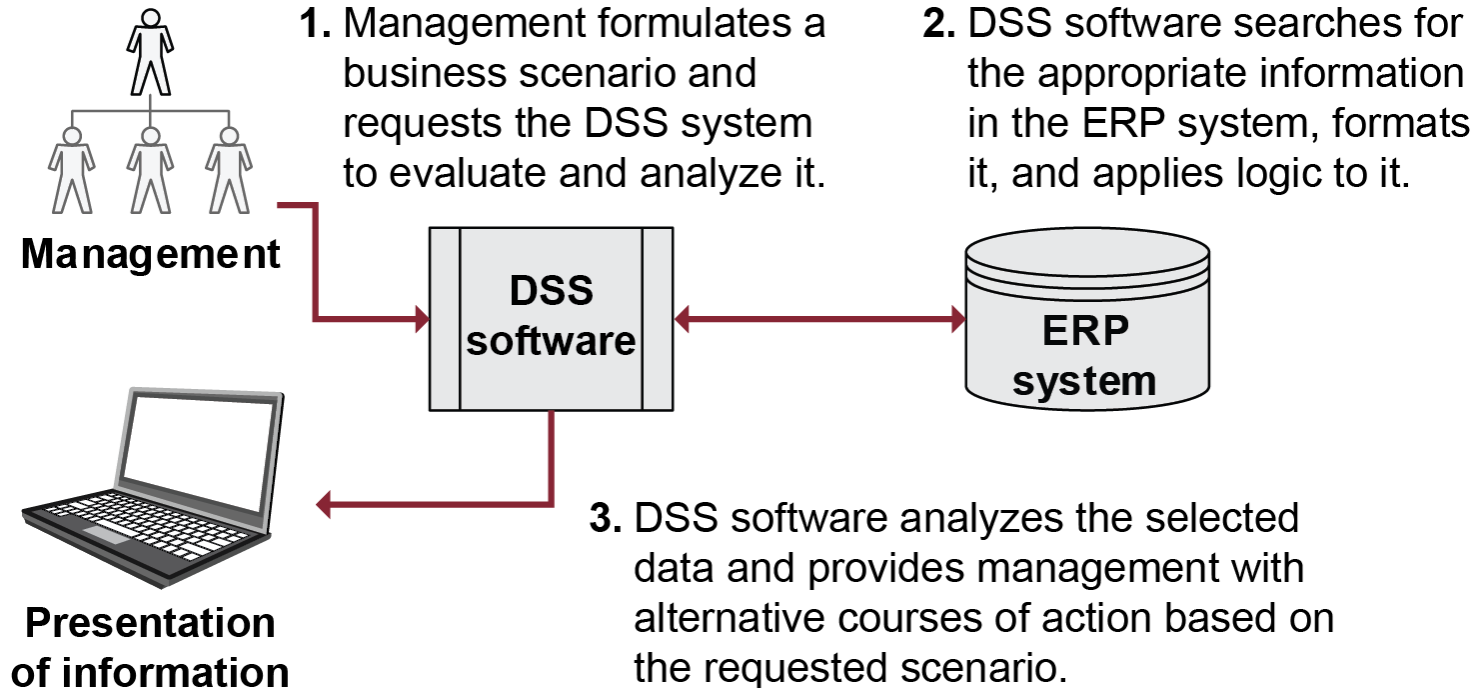 1. Management formulates a
business scenario and
requests the DSS system
to evaluate and analyze it.
2. DSS software searches for
the appropriate information
in the ERP system, formats
it, and applies logic to it.
Management
DSS
software
ERP
system
3. DSS software analyzes the selected
data and provides management with
alternative courses of action based on
the requested scenario.
Presentation
of information